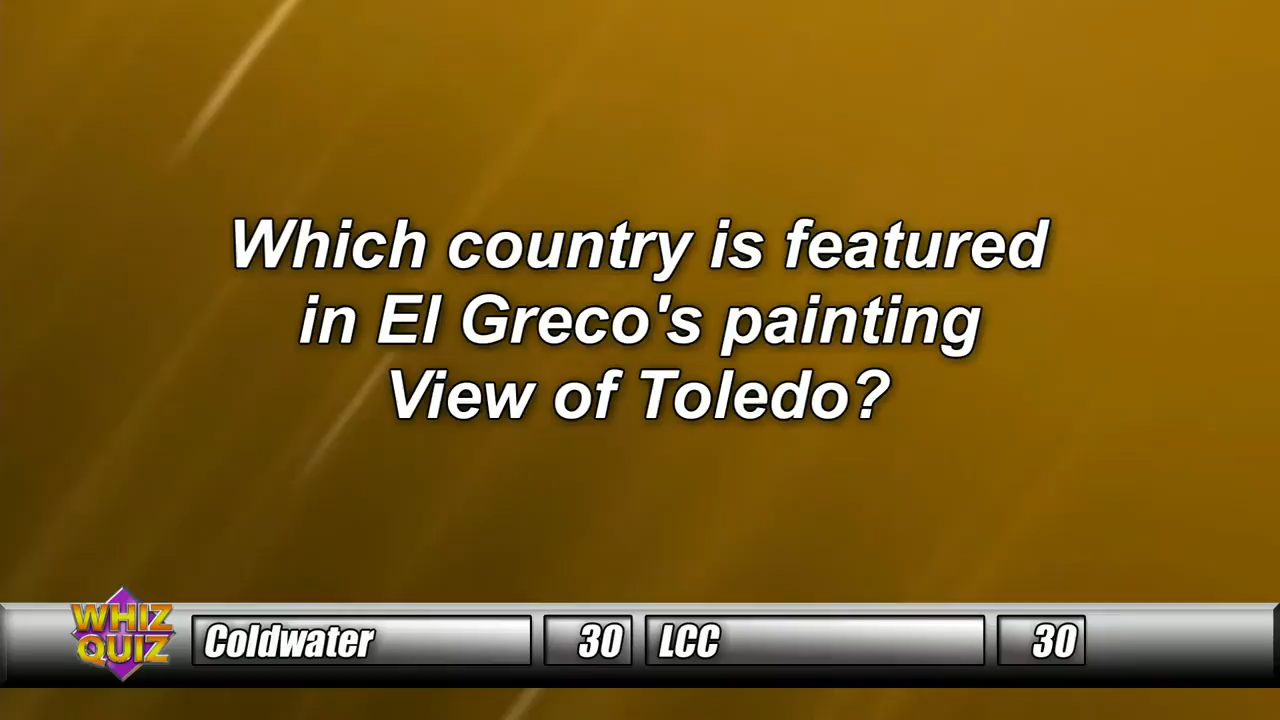 Which country is featured
in El Greco's painting
View of Toledo?
WHIZ
QUIZ
Coldwater 30 LCC 30